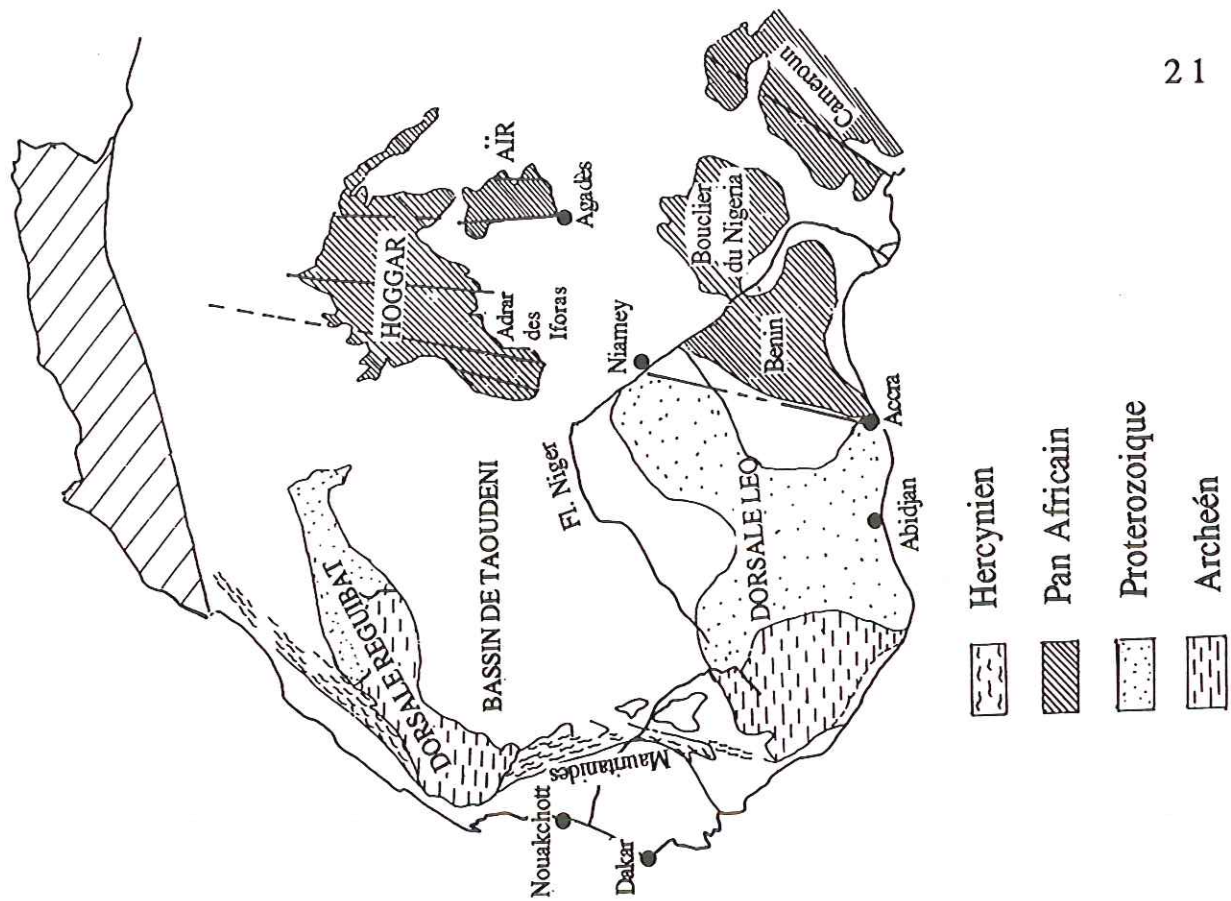 HOGGAR
AÏR
Adrar
des
Iforas
Agadès
DORSALE REGUIBAT
BASSIN DE TAOUDENI
Nouakchott
Mauritanides
Dakar
Fl. Niger
Niamey
Bouclier
du Nigeria
Benin
Cameroun
DORSALE LEO
Abidjan
Accra
Hercynien
Pan Africain
Proterozoique
Archeén
21